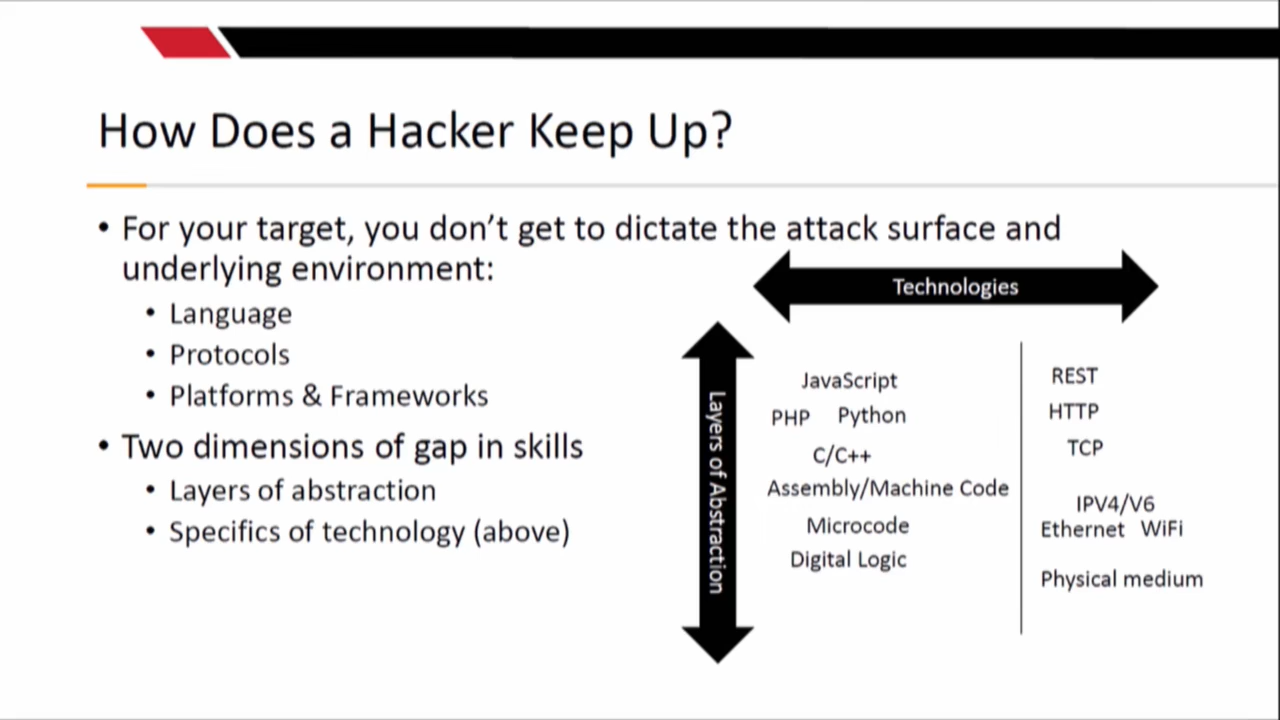 How Does a Hacker Keep Up?
• For your target, you don't get to dictate the attack surface and
underlying environment:
• Language
• Protocols
• Platforms & Frameworks
• Two dimensions of gap in skills
• Layers of abstraction
• Specifics of technology (above)
Technologies
Layers of Abstraction
JavaScript
PHP Python
C/C++
Assembly/Machine Code
Microcode
Digital Logic
REST
HTTP
TCP
IPV4/V6
Ethernet WiFi
Physical medium